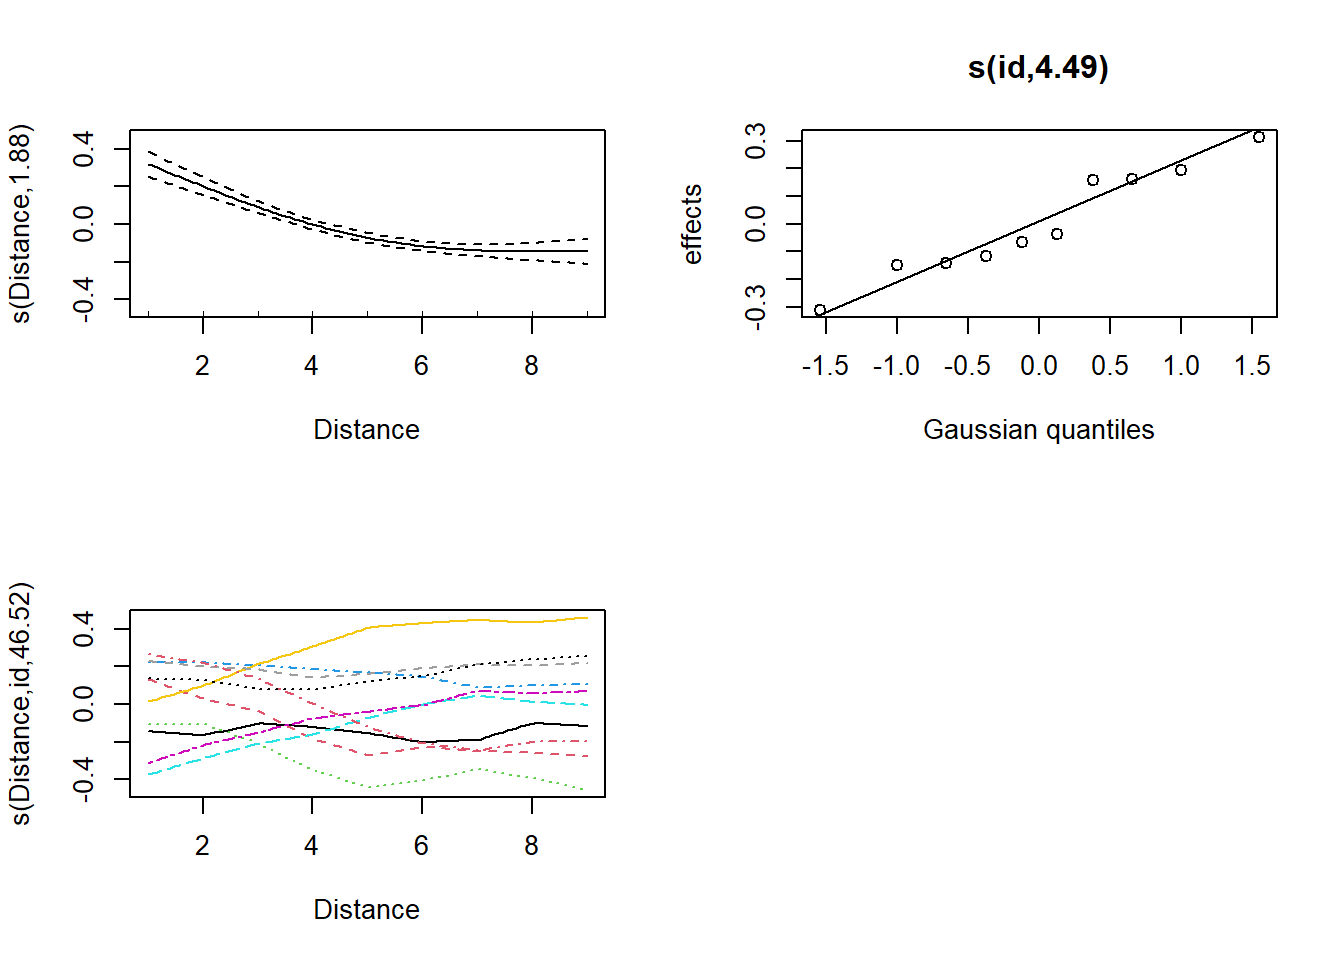 s(Distance,1.88)
0.4
0.0
-0.4
2 4 6 8
Distance
s(id,4.49)
effects
0.3
0.0
-0.3
-1.5 -1.0 -0.5 0.0 0.5 1.0 1.5
Gaussian quantiles
s(Distance,id,46.52)
0.4
0.0
-0.4
2 4 6 8
Distance